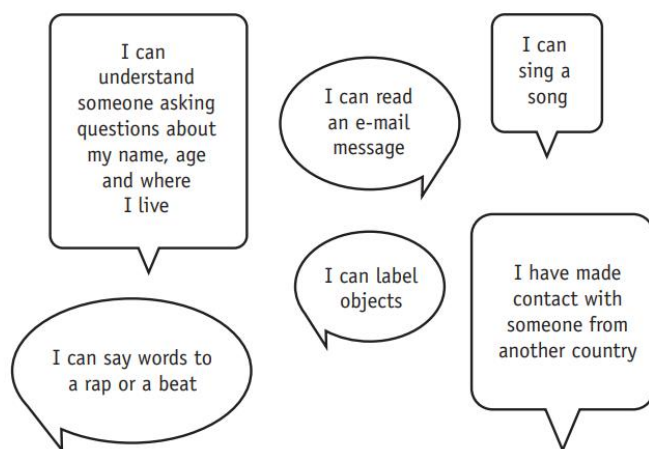 I can
understand
someone asking
questions about
my name, age
and where
I live
I can read
an e-mail
message
I can
sing a
song
I can label
objects
I have made
contact with
someone from
another country
I can say words to
a rap or a beat